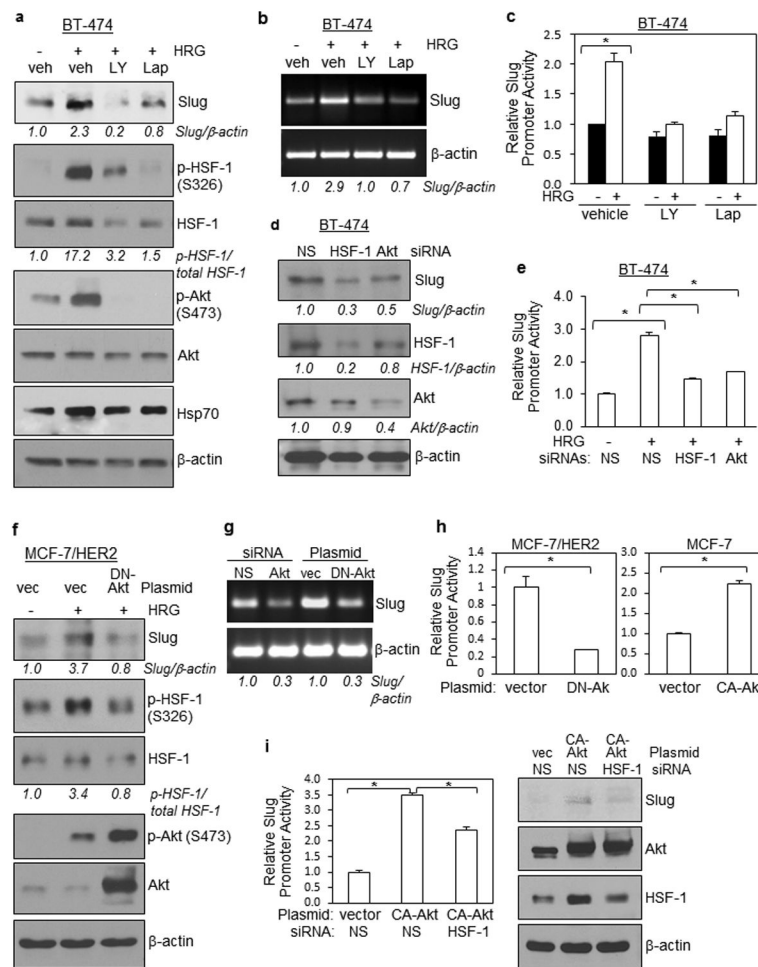 a
BT-474
- + + + HRG
veh veh LY Lap
Slug
1.0 2.3 0.2 0.8 Slug/β-actin
p-HSF-1
(S326)
HSF-1
1.0 17.2 3.2 1.5 p-HSF-1/
total HSF-1
p-Akt
(S473)
Akt
Hsp70
β-actin
b
BT-474
- + + + HRG
veh veh LY Lap
Slug
β-actin
1.0 2.9 1.0 0.7 Slug/β-actin
c
BT-474
Relative Slug
Promoter Activity
2.5
2.0
1.5
1.0
0.5
0
*
HRG - + - + - +
vehicle LY Lap
d
BT-474
NS HSF-1 Akt siRNA
Slug
1.0 0.3 0.5 Slug/β-actin
HSF-1
1.0 0.2 0.8 HSF-1/β-actin
Akt
1.0 0.9 0.4 Akt/β-actin
β-actin
e
BT-474
Relative Slug
Promoter Activity
4.0
3.0
2.0
1.0
0
* * *
HRG - + + +
siRNAs: NS NS HSF-1 Akt
f
MCF-7/HER2
vec vec DN-
Akt Plasmid
- + + HRG
Slug
1.0 3.7 0.8 Slug/β-actin
p-HSF-1
(S326)
HSF-1
1.0 3.4 0.8 p-HSF-1/
total HSF-1
p-Akt (S473)
Akt
β-actin
g
siRNA Plasmid
NS Akt vec DN-Akt
Slug
β-actin
1.0 0.3 1.0 0.3 Slug/
β-actin
h
MCF-7/HER2
Relative Slug
Promoter Activity
1.4
1.2
1
0.8
0.6
0.4
0.2
0
*
Plasmid: vector DN-Ak
MCF-7
2.5
2.0
1.5
1.0
0.5
0
*
vector CA-Ak
i
Relative Slug
Promoter Activity
4.0
3.5
3.0
2.5
2.0
1.5
1.0
0.5
0.0
* *
Plasmid: vector CA-Akt CA-Akt
siRNA: NS NS HSF-1
CA- CA-
vec Akt Akt Plasmid
NS NS HSF-1 siRNA
Slug
Akt
HSF-1
β-actin